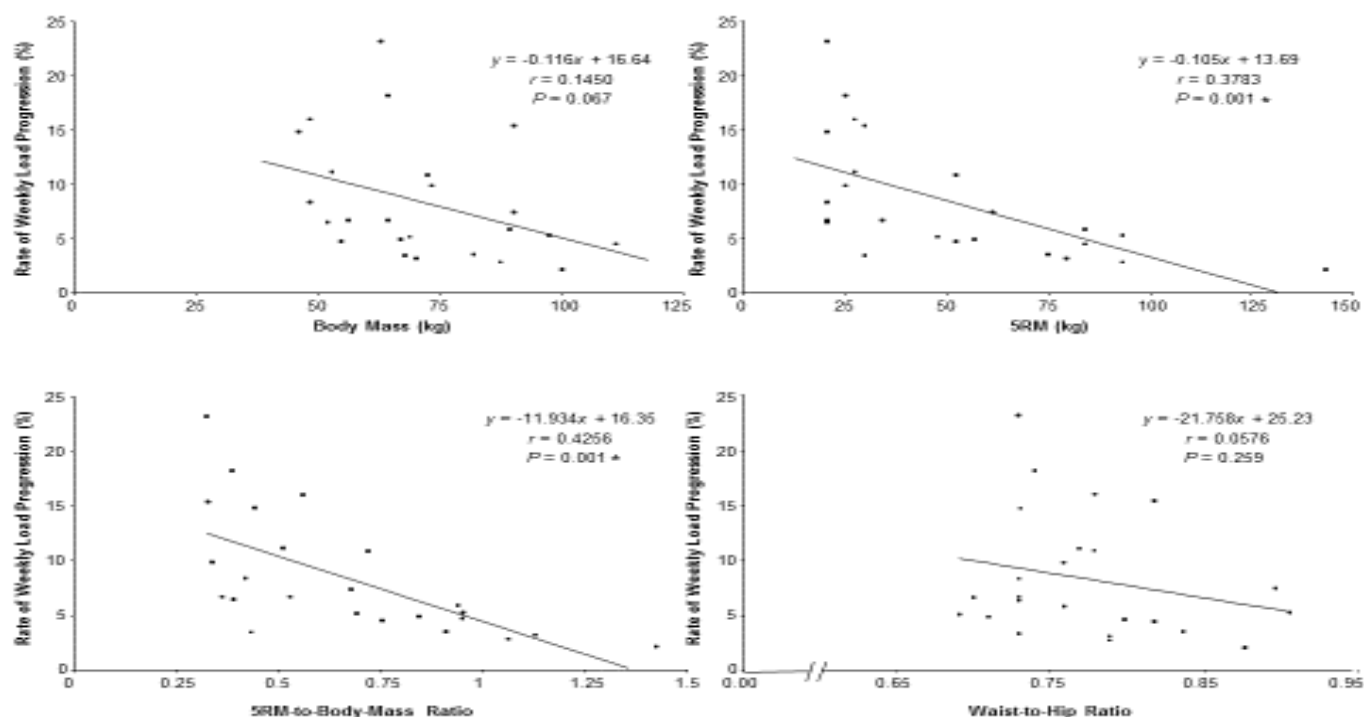 Rate of Weekly Load Progression (%)
25
20
15
10
5
0
y = -0.116x + 16.64
r = 0.1450
P = 0.067
0
25
50
75
100
125
Body Mass (kg)
Rate of Weekly Load Progression (%)
25
20
15
10
5
0
y = -0.105x + 13.69
r = 0.3783
P = 0.001 *
0
25
50
75
100
125
150
5RM (kg)
Rate of Weekly Load Progression (%)
25
20
15
10
5
0
y = -11.934x + 16.35
r = 0.4256
P = 0.001 *
0
0.25
0.5
0.75
1
1.25
1.5
5RM-to-Body-Mass Ratio
Rate of Weekly Load Progression (%)
25
20
15
10
5
0
y = -21.758x + 25.23
r = 0.0576
P = 0.259
0.00
0.65
0.75
0.85
0.95
Waist-to-Hip Ratio